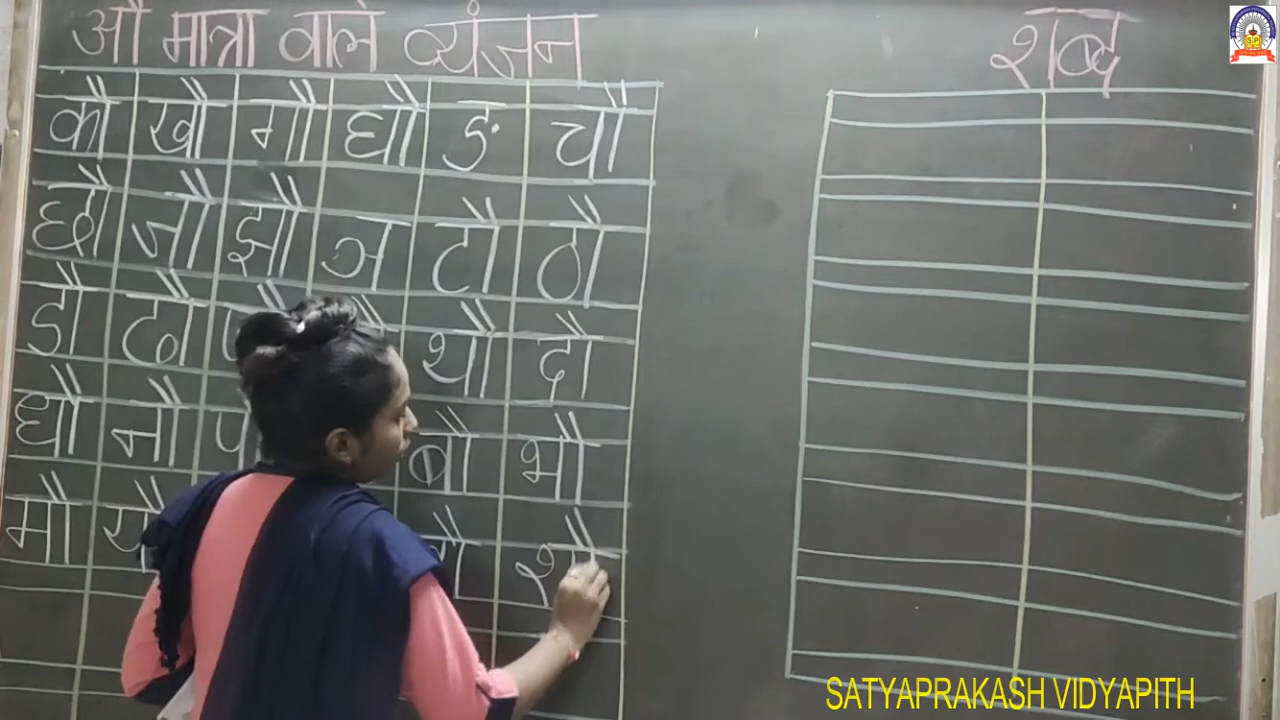 औ मात्रा वाले व्यंजन
शब्द
कौ खौ गौ घौ ङ चौ
छौ जौ झौ ञ टौ ठौ
डौ ढौ थौ दौ
धौ नौ बौ भौ
मौ यौ शौ
SATYAPRAKASH VIDYAPITH